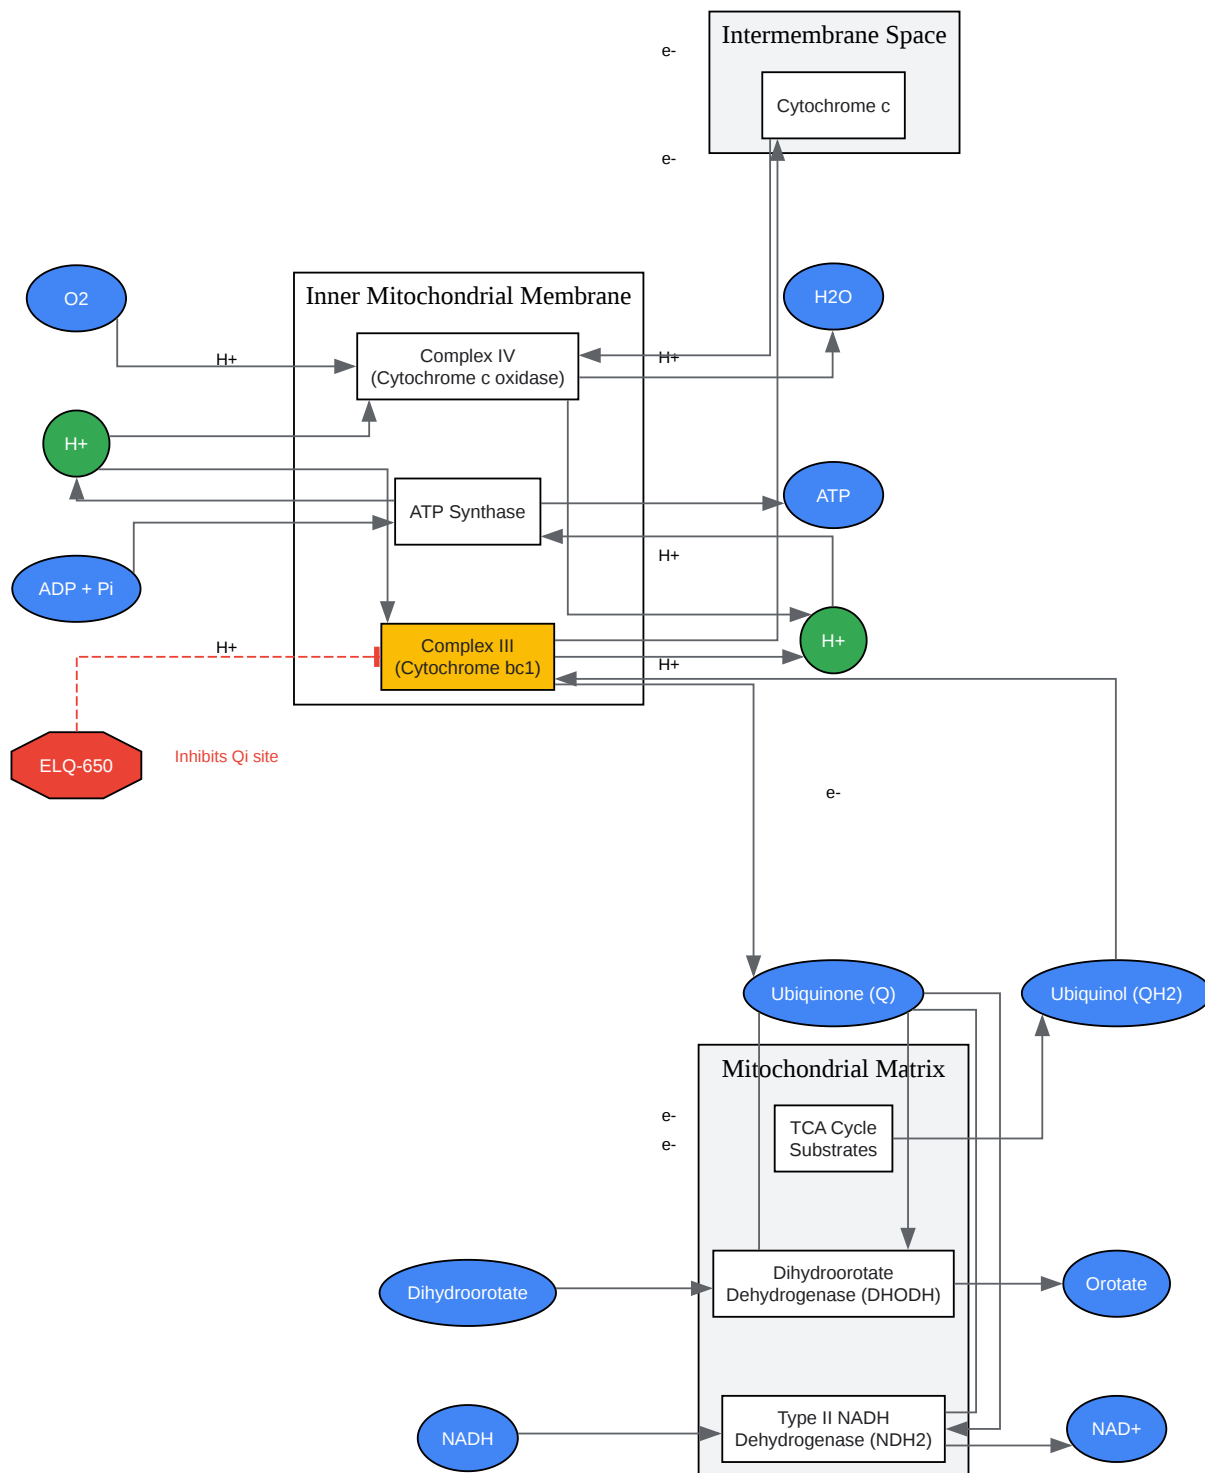 e-
Intermembrane Space
Cytochrome c
e-
O2
Inner Mitochondrial Membrane
H2O
H+
Complex IV
(Cytochrome c oxidase)
H+
H+
ATP Synthase
ATP
H+
ADP + Pi
H+
Complex III
(Cytochrome bc1)
H+
H+
ELQ-650
Inhibits Qi site
e-
Ubiquinone (Q)
Ubiquinol (QH2)
Mitochondrial Matrix
e-
TCA Cycle
Substrates
e-
Dihydroorotate
Dihydroorotate
Dehydrogenase (DHODH)
Orotate
NADH
Type II NADH
Dehydrogenase (NDH2)
NAD+